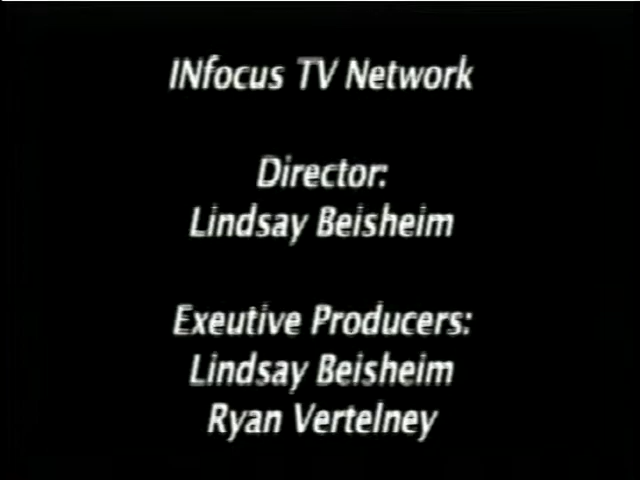 INfocus TV Network
Director:
Lindsay Beisheim
Exeutive Producers:
Lindsay Beisheim
Ryan Vertelney